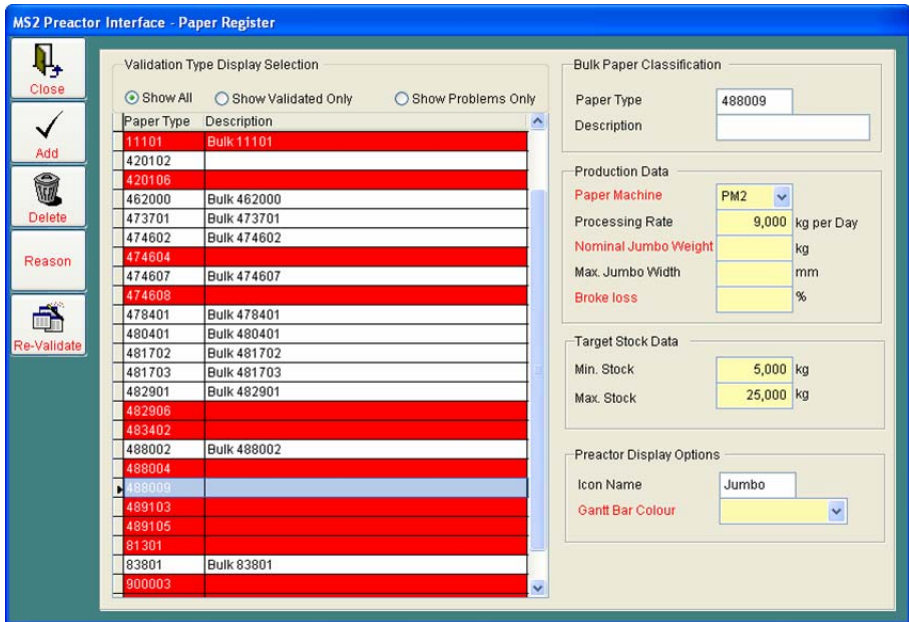 MS2 Preactor Interface - Paper Register
Close
Add
Delete
Reason
Re-Validate
Validation Type Display Selection
Show All Show Validated Only Show Problems Only
Paper Type Description
11101 Bulk 11101
420102
420106
462000 Bulk 462000
473701 Bulk 473701
474602 Bulk 474602
474604
474607 Bulk 474607
474608
478401 Bulk 478401
480401 Bulk 480401
481702 Bulk 481702
481703 Bulk 481703
482901 Bulk 482901
482906
483402
488002 Bulk 488002
488004
488009
489103
489105
81301
83801 Bulk 83801
900003
Bulk Paper Classification
Paper Type 488009
Description
Production Data
Paper Machine PM2
Processing Rate 9,000 kg per Day
Nominal Jumbo Weight kg
Max. Jumbo Width mm
Broke loss %
Target Stock Data
Min. Stock 5,000 kg
Max. Stock 25,000 kg
Preactor Display Options
Icon Name Jumbo
Gantt Bar Colour